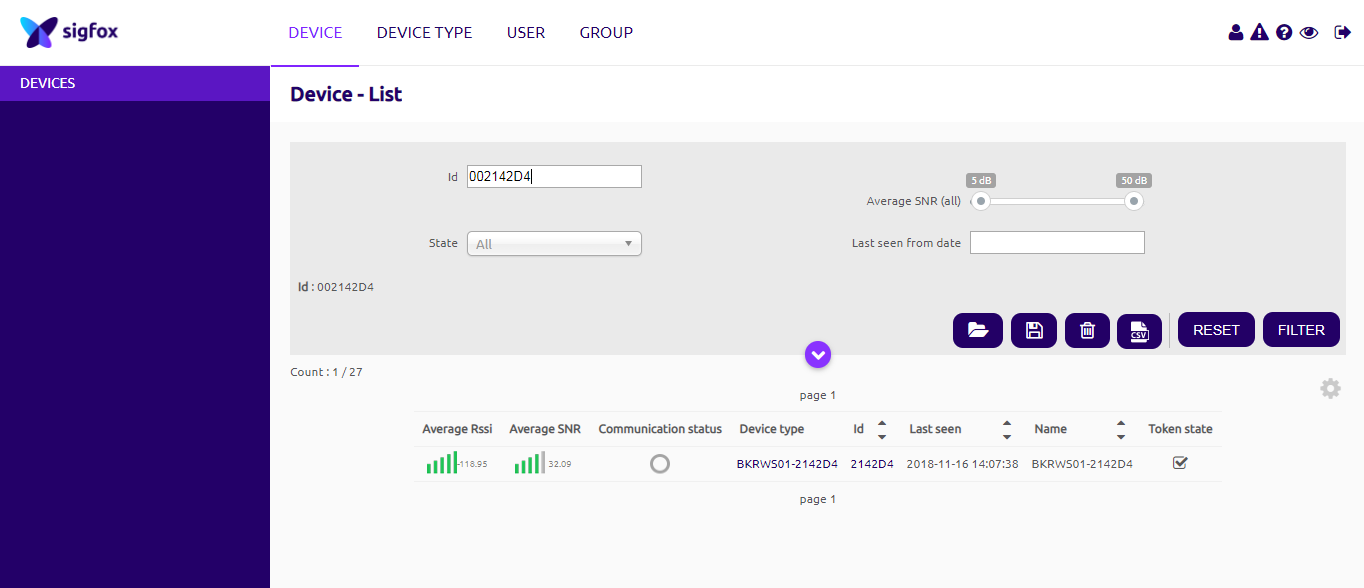 sigfox
DEVICE DEVICE TYPE USER GROUP
DEVICES
Device - List
Id 002142D4
5 dB 50 dB
Average SNR (all)
State All
Last seen from date
Id : 002142D4
CSV
RESET FILTER
Count : 1 / 27
page 1
Average Rssi Average SNR Communication status Device type Id Last seen Name Token state
-118.95 32.09 BKRWS01-2142D4 2142D4 2018-11-16 14:07:38 BKRWS01-2142D4
page 1